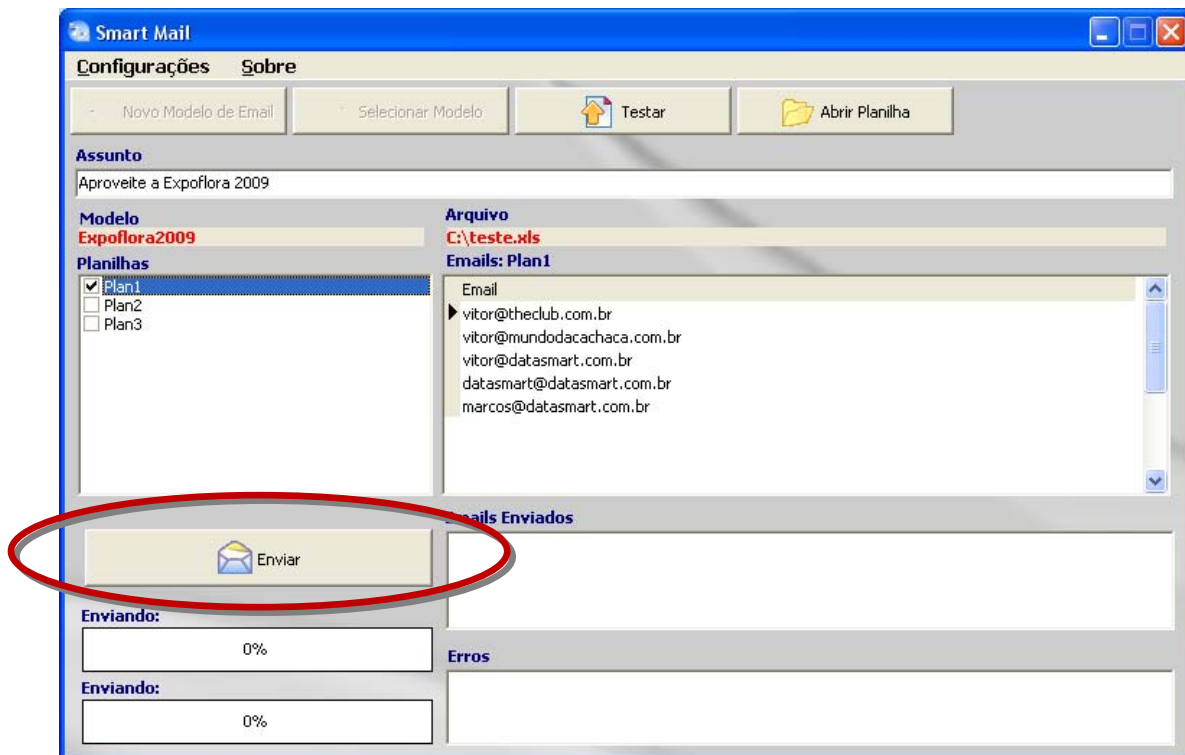 Smart Mail
Configurações Sobre
Novo Modelo de Email Selecionar Modelo Testar Abrir Planilha
Assunto
Aproveite a Expoflora 2009
Modelo
Expoflora2009
Arquivo
C:\teste.xls
Planilhas
Plan1
Plan2
Plan3
Emails: Plan1
Email
vitor@theclub.com.br
vitor@mundodacachaca.com.br
vitor@datasmart.com.br
datasmart@datasmart.com.br
marcos@datasmart.com.br
Enviar
Emails Enviados
Enviando:
0%
Erros
Enviando:
0%